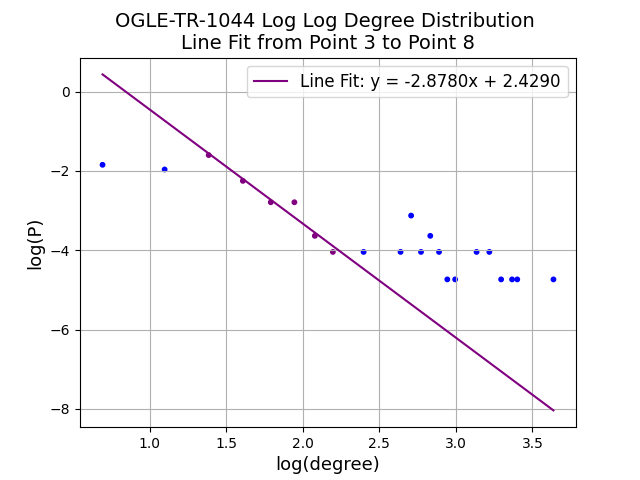 OGLE-TR-1044 Log Log Degree Distribution
Line Fit from Point 3 to Point 8
Line Fit: y = -2.8780x + 2.4290
log(P)
0
−2
−4
−6
−8
1.0 1.5 2.0 2.5 3.0 3.5
log(degree)